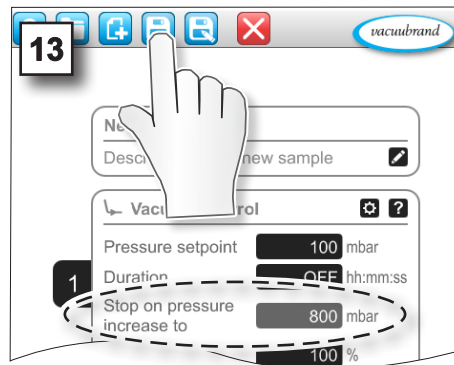 13
vacuubrand
Ne
Desc new sample
Vacu rol
?
Pressure setpoint 100 mbar
1
Duration OFF hh:mm:ss
Stop on pressure
increase to
800 mbar
100 %